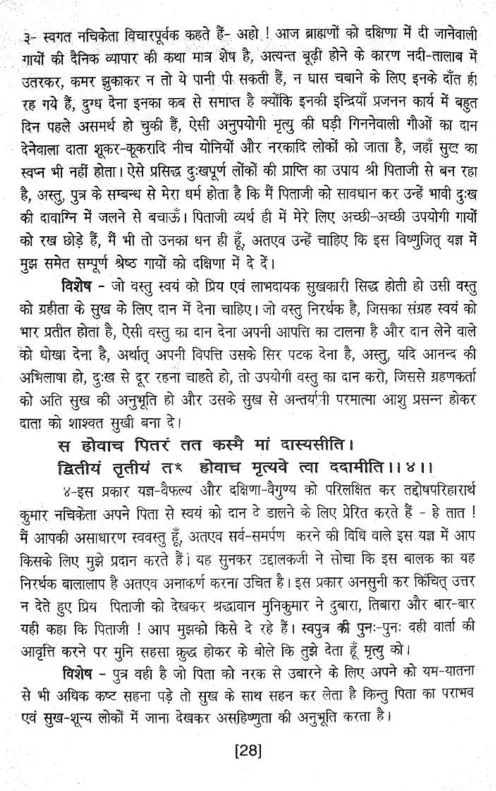 ३- स्वगत नचिकेता विचारपूर्वक कहते हैं- अहो ! आज ब्राह्मणों को दक्षिणा में दी जानेवाली
गायों की दैनिक व्यापार की कथा मात्र शेष है, अत्यन्त बूढ़ी होने के कारण नदी-तालाब में
उतरकर, कमर झुकाकर न तो ये पानी पी सकती हैं, न घास चबाने के लिए इनके दाँत ही
रह गये हैं, दुग्ध देना इनका कब से समाप्त है क्योंकि इनकी इन्द्रियाँ प्रजनन कार्य में बहुत
दिन पहले असमर्थ हो चुकी हैं, ऐसी अनुपयोगी मृत्यु की घड़ी गिननेवाली गौओं का दान
देनेवाला दाता शूकर-कूकरादि नीच योनियों और नरकादि लोकों को जाता है, जहाँ सुख का
स्वप्न भी नहीं होता। ऐसे प्रसिद्ध दुःखपूर्ण लोंकों की प्राप्ति का उपाय श्री पिताजी से बन रहा
है, अस्तु, पुत्र के सम्बन्ध से मेरा धर्म होता है कि मैं पिताजी को सावधान कर उन्हें भावी दुःख
की दावाग्नि में जलने से बचाऊँ। पिताजी व्यर्थ ही में मेरे लिए अच्छी-अच्छी उपयोगी गायों
को रख छोड़े हैं, मैं भी तो उनका धन ही हूँ, अतएव उन्हें चाहिए कि इस विष्णुजित् यज्ञ में
मुझ समेत सम्पूर्ण श्रेष्ठ गायों को दक्षिणा में दे दें।
विशेष - जो वस्तु स्वयं को प्रिय एवं लाभदायक सुखकारी सिद्ध होती हो उसी वस्तु
को ग्रहीता के सुख के लिए दान में देना चाहिए। जो वस्तु निरर्थक है, जिसका संग्रह स्वयं को
भार प्रतीत होता है, ऐसी वस्तु का दान देना अपनी आपत्ति का टालना है और दान लेने वाले
को धोखा देना है, अर्थात् अपनी विपत्ति उसके सिर पटक देना है, अस्तु, यदि आनन्द की
अभिलाषा हो, दुःख से दूर रहना चाहते हो, तो उपयोगी वस्तु का दान करो, जिससे ग्रहणकर्ता
को अति सुख की अनुभूति हो और उसके सुख से अन्तर्यामी परमात्मा आशु प्रसन्न होकर
दाता को शाश्वत सुखी बना दे।
स होवाच पितरं तत कस्मै मां दास्यसीति।
द्वितीयं तृतीयं होवाच मृत्यवे त्वा ददामीति।।४।।
४-इस प्रकार यज्ञ-वैफल्य और दक्षिणा-वैगुण्य को परिलक्षित कर तद्दोषपरिहारार्थ
कुमार नचिकेता अपने पिता से स्वयं को दान दे डालने के लिए प्रेरित करते हैं - हे तात !
मैं आपकी असाधारण स्ववस्तु हूँ, अतएव सर्व-समर्पण करने की विधि वाले इस यज्ञ में आप
किसके लिए मुझे प्रदान करते हैं। यह सुनकर उद्दालकजी ने सोचा कि इस बालक का यह
निरर्थक बालालाप है अतएव अनाकर्ण करना उचित है। इस प्रकार अनसुनी कर किंचित् उत्तर
न देते हुए प्रिय पिताजी को देखकर श्रद्धावान मुनिकुमार ने दुबारा, तिबारा और बार-बार
यही कहा कि पिताजी ! आप मुझको किसे दे रहे हैं। स्वपुत्र की पुनः-पुनः वही वार्ता की
आवृत्ति करने पर मुनि सहसा क्रुद्ध होकर के बोले कि तुझे देता हूँ मृत्यु को।
विशेष - पुत्र वही है जो पिता को नरक से उबारने के लिए अपने को यम-यातना
से भी अधिक कष्ट सहना पड़े तो सुख के साथ सहन कर लेता है किन्तु पिता का पराभव
एवं सुख-शून्य लोकों में जाना देखकर असहिष्णुता की अनुभूति करता है।
[28]